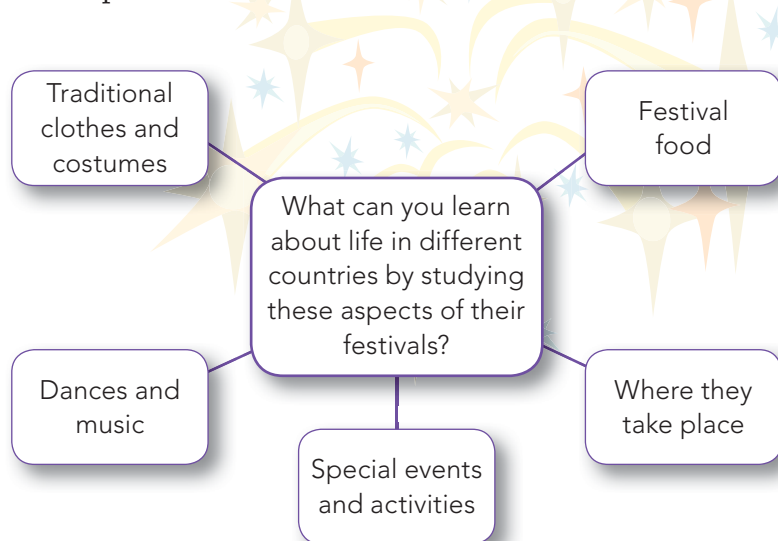 Traditional
clothes and
costumes
Festival
food
What can you learn
about life in different
countries by studying
these aspects of their
festivals?
Dances and
music
Where they
take place
Special events
and activities